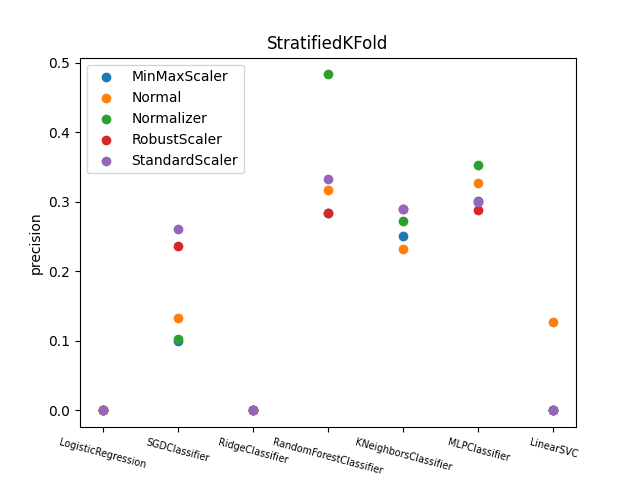 StratifiedKFold
MinMaxScaler
Normal
Normalizer
RobustScaler
StandardScaler
precision
0.5
0.4
0.3
0.2
0.1
0.0
LogisticRegression
SGDClassifier
RidgeClassifier
RandomForestClassifier
KNeighborsClassifier
MLPClassifier
LinearSVC